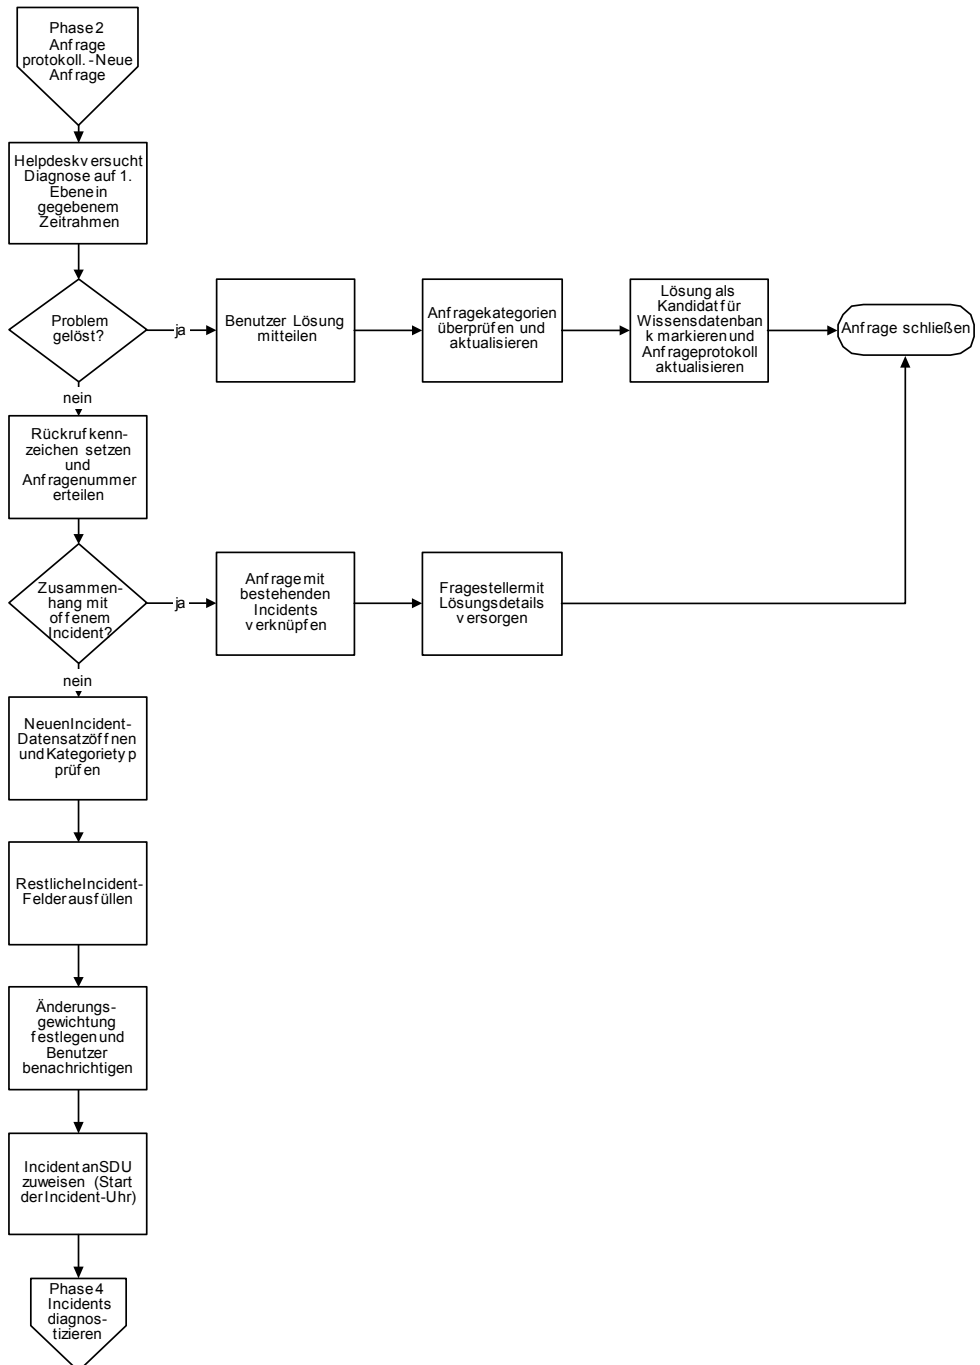 Phase 2
Anfrage
protokoll. -Neue
Anfrage
Helpdesk versucht
Diagnose auf 1.
Ebene in
gegebenem
Zeitrahmen
Problem
gelöst?
ja
Benutzer Lösung
mitteilen
Anfragekategorien
überprüfen und
aktualisieren
Lösung als
Kandidat für
Wissensdatenban
k markieren und
Anfrageprotokoll
aktualisieren
Anfrage schließen
nein
Rückrufkenn-
zeichen setzen
und
Anfragenummer
erteilen
Zusammen-
hang mit
offenem
Incident?
ja
Anfrage mit
bestehenden
Incidents
verknüpfen
Fragesteller mit
Lösungsdetails
versorgen
nein
Neuen Incident-
Datensatz öffnen
und Kategorietyp
prüfen
Restliche Incident-
Felder ausfüllen
Änderungs-
gewichtung
festlegen und
Benutzer
benachrichtigen
Incident an SDU
zuweisen (Start
der Incident-Uhr)
Phase 4
Incidents
diagnos-
tizieren